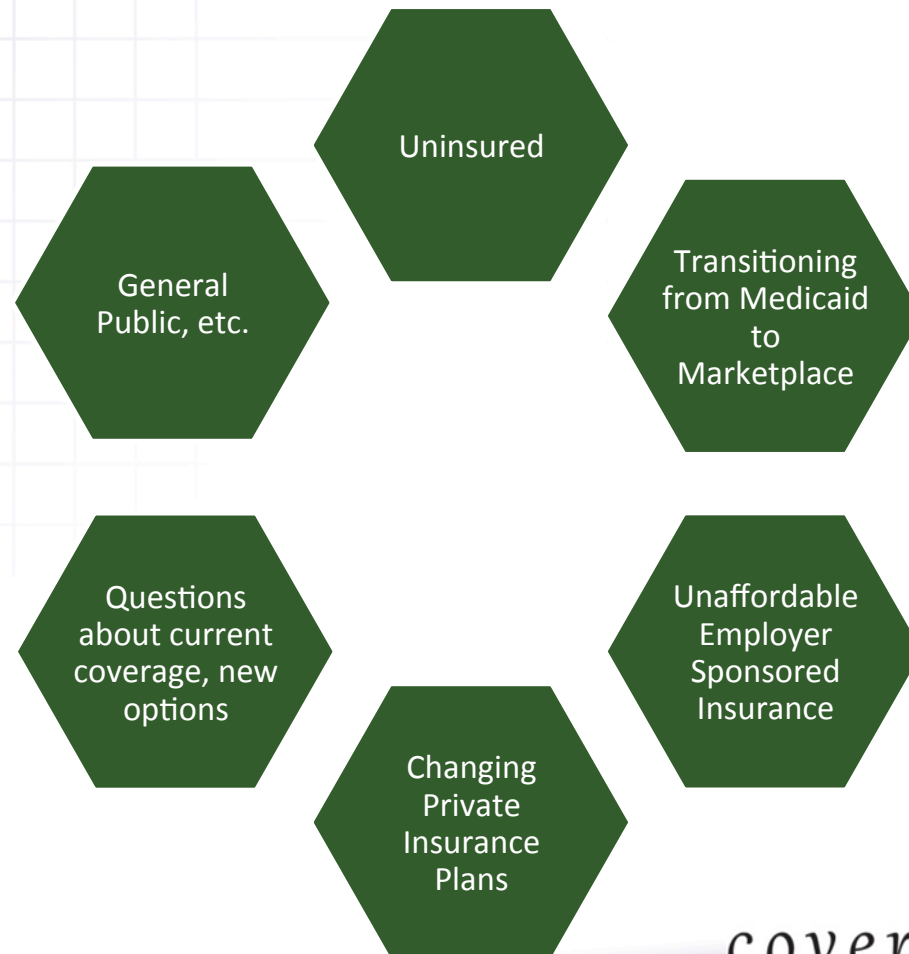 Uninsured
General
Public, etc.
Transitioning
from Medicaid
to
Marketplace
Questions
about current
coverage, new
options
Unaffordable
Employer
Sponsored
Insurance
Changing
Private
Insurance
Plans
cover